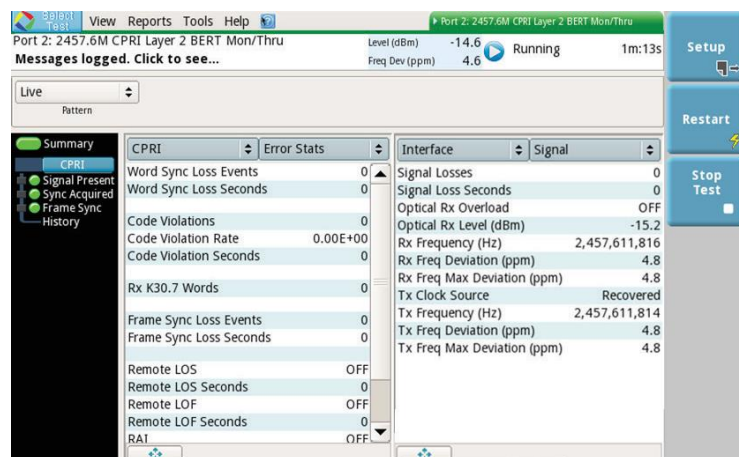 Select Test View Reports Tools Help
Port 2: 2457.6M CPRI Layer 2 BERT Mon/Thru
Port 2: 2457.6M CPRI Layer 2 BERT Mon/Thru
Messages logged. Click to see...
Level (dBm) -14.6
Freq Dev (ppm) 4.6
Running 1m:13s
Setup
Restart
Stop Test
Live
Pattern
Summary
CPRI
Signal Present
Sync Acquired
Frame Sync
History
CPRI Error Stats
Word Sync Loss Events 0
Word Sync Loss Seconds 0
Code Violations 0
Code Violation Rate 0.00E+00
Code Violation Seconds 0
Rx K30.7 Words 0
Frame Sync Loss Events 0
Frame Sync Loss Seconds 0
Remote LOS OFF
Remote LOS Seconds 0
Remote LOF OFF
Remote LOF Seconds 0
RAI OFF
Interface Signal
Signal Losses 0
Signal Loss Seconds 0
Optical Rx Overload OFF
Optical Rx Level (dBm) -15.2
Rx Frequency (Hz) 2,457,611,816
Rx Freq Deviation (ppm) 4.8
Rx Freq Max Deviation (ppm) 4.8
Tx Clock Source Recovered
Tx Frequency (Hz) 2,457,611,814
Tx Freq Deviation (ppm) 4.8
Tx Freq Max Deviation (ppm) 4.8